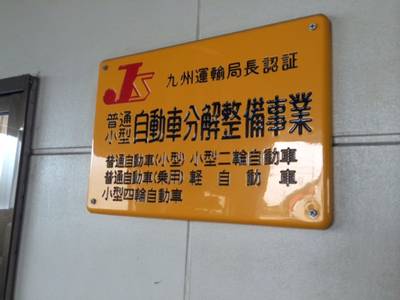 JS 九州運輸局長認証
普通
小型 自動車分解整備事業
普通自動車(小型) 小型二輪自動車
普通自動車(乗用) 軽自動車
小型四輪自動車